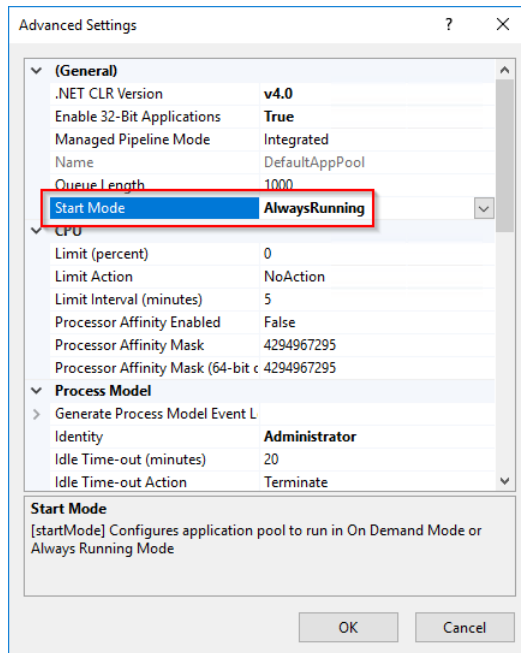 Advanced Settings ? ×
(General)
.NET CLR Version v4.0
Enable 32-Bit Applications True
Managed Pipeline Mode Integrated
Name DefaultAppPool
Queue Length 1000
Start Mode AlwaysRunning
CPU
Limit (percent) 0
Limit Action NoAction
Limit Interval (minutes) 5
Processor Affinity Enabled False
Processor Affinity Mask 4294967295
Processor Affinity Mask (64-bit c 4294967295
Process Model
Generate Process Model Event L
Identity Administrator
Idle Time-out (minutes) 20
Idle Time-out Action Terminate
Start Mode
[startMode] Configures application pool to run in On Demand Mode or
Always Running Mode
OK Cancel